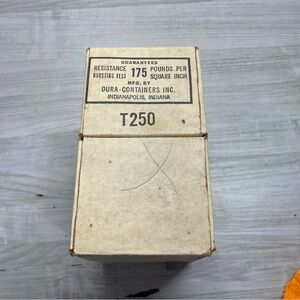 GUARANTEED
RESISTANCE 175 POUNDS PER
BURSTING TEST SQUARE INCH
MFG. BY
DURA-CONTAINERS INC.
INDIANAPOLIS, INDIANA
T250
X